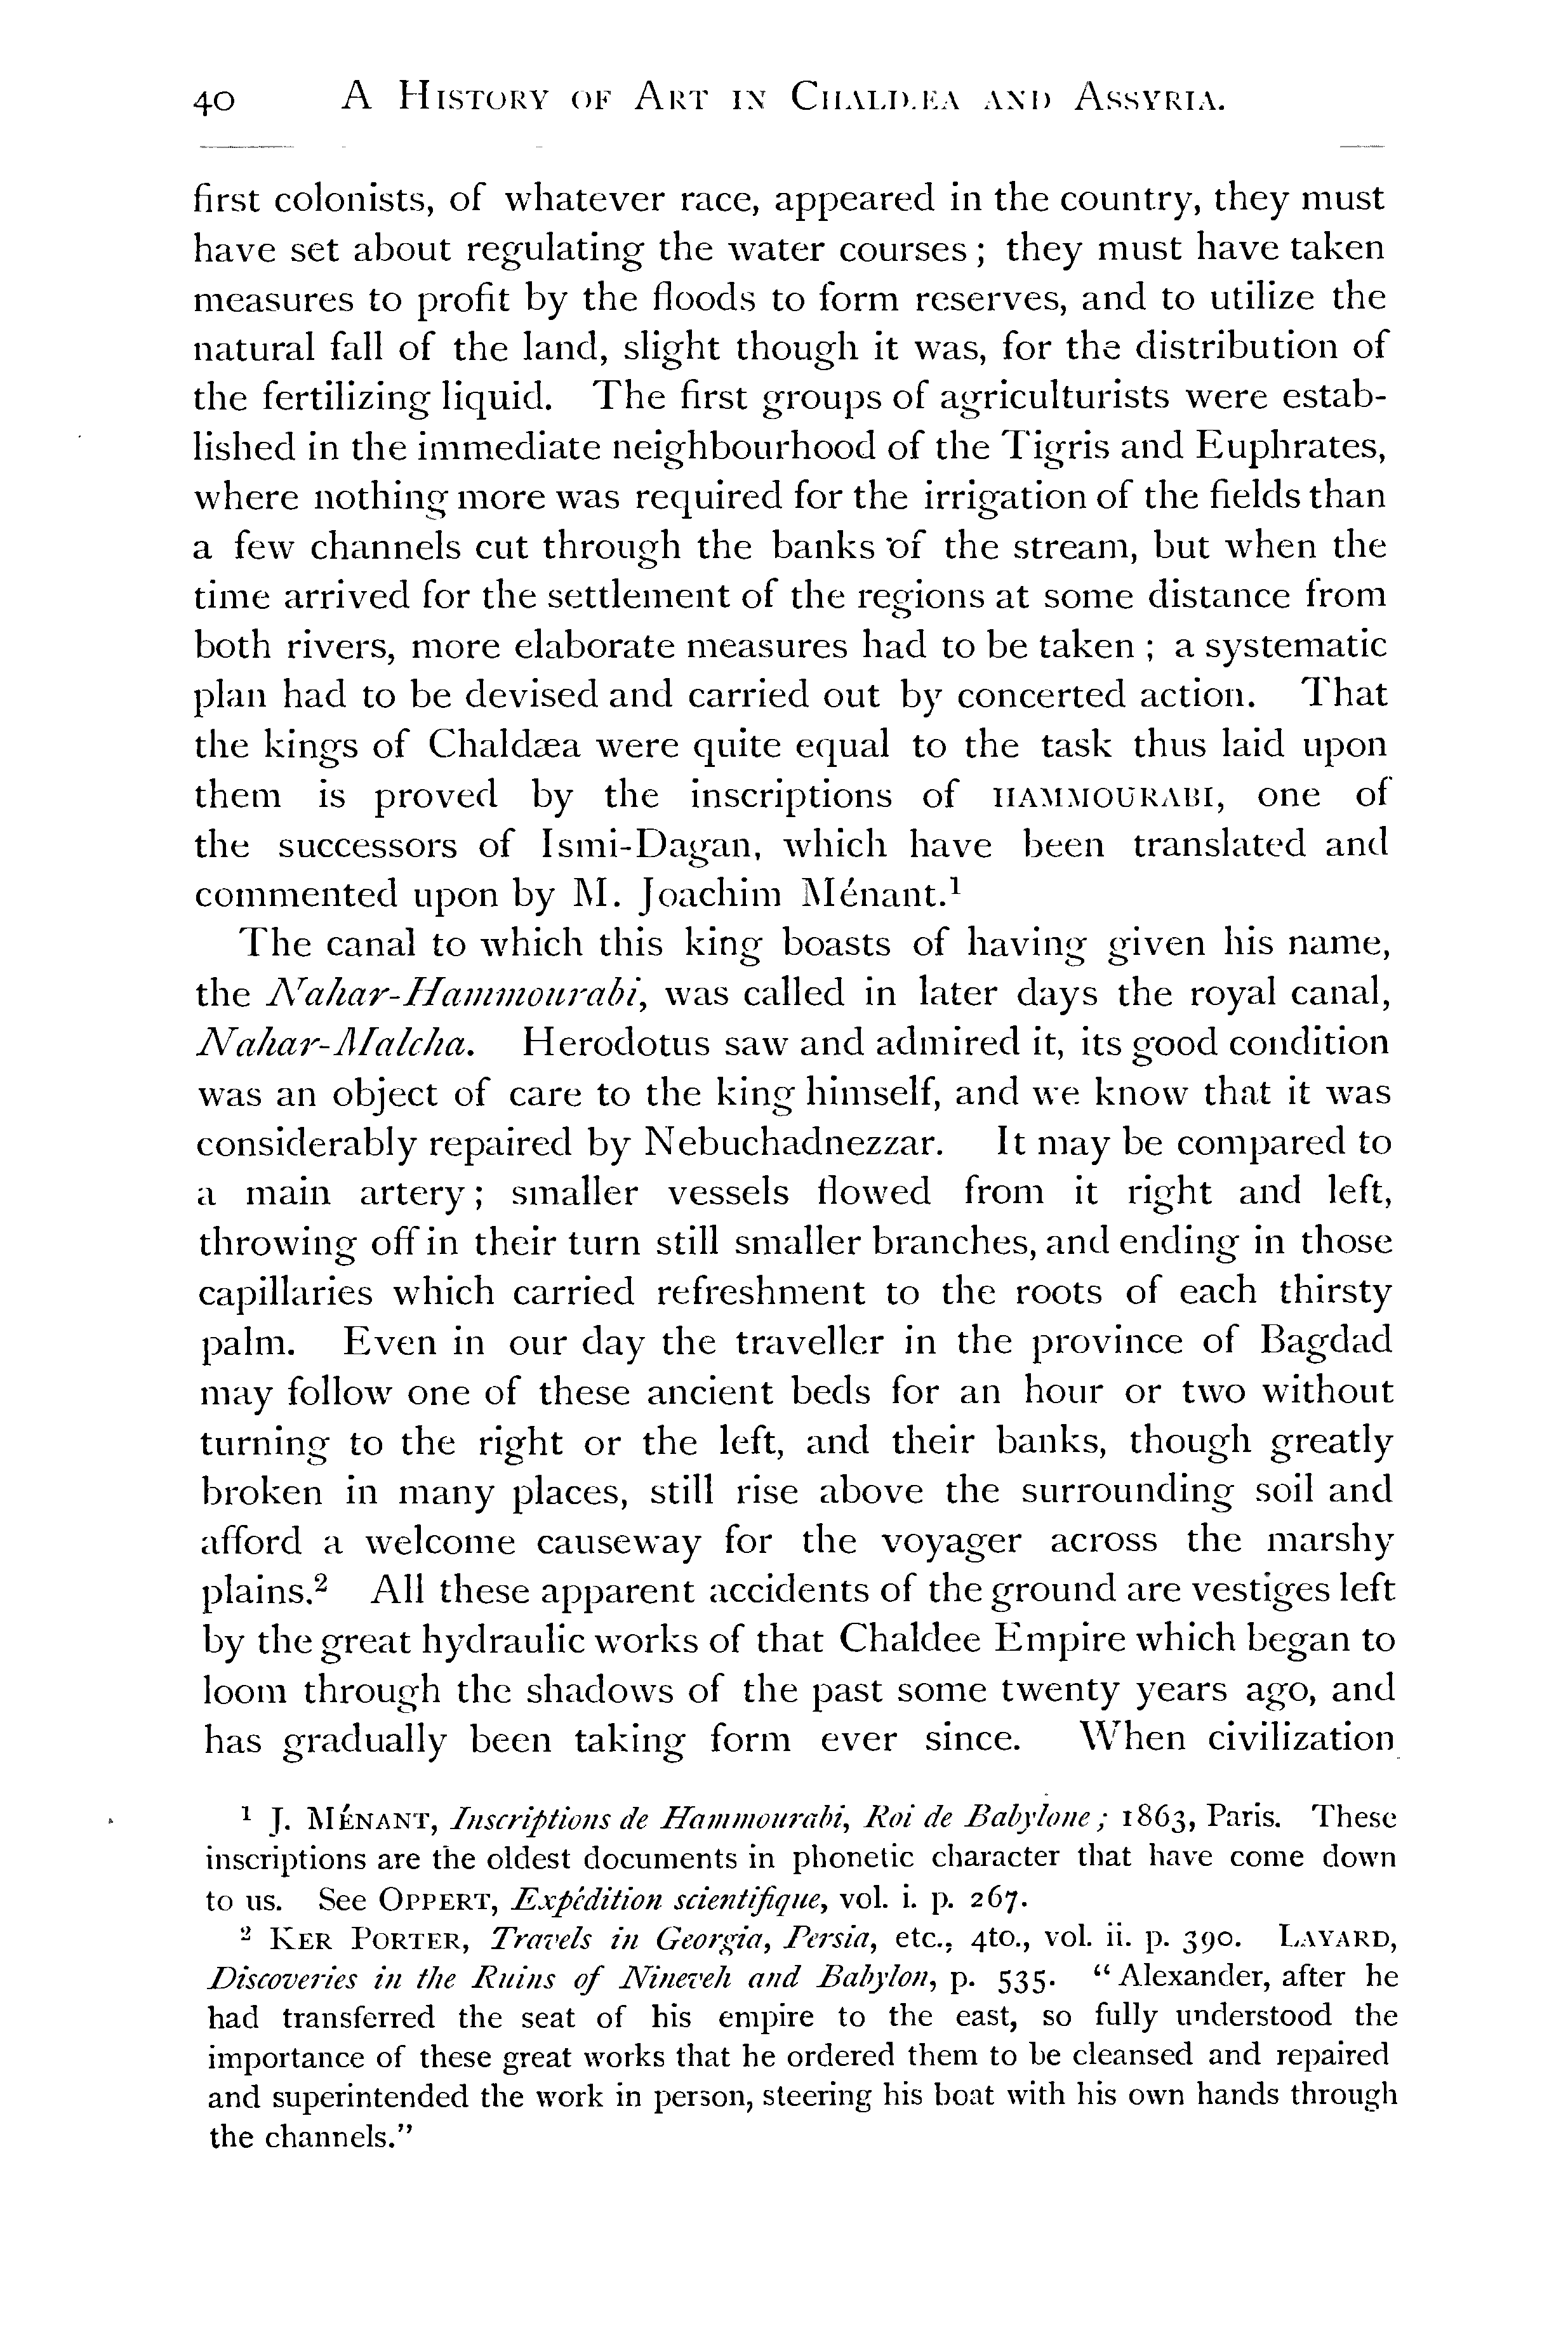 40 A HISTORY OF ART IN CHALDÆA AND ASSYRIA.
first colonists, of whatever race, appeared in the country, they must
have set about regulating the water courses ; they must have taken
measures to profit by the floods to form reserves, and to utilize the
natural fall of the land, slight though it was, for the distribution of
the fertilizing liquid. The first groups of agriculturists were estab-
lished in the immediate neighbourhood of the Tigris and Euphrates,
where nothing more was required for the irrigation of the fields than
a few channels cut through the banks of the stream, but when the
time arrived for the settlement of the regions at some distance from
both rivers, more elaborate measures had to be taken ; a systematic
plan had to be devised and carried out by concerted action. That
the kings of Chaldæa were quite equal to the task thus laid upon
them is proved by the inscriptions of HAMMOURABI, one of
the successors of Ismi-Dagan, which have been translated and
commented upon by M. Joachim Ménant.¹
The canal to which this king boasts of having given his name,
the Nahar-Hammourabi, was called in later days the royal canal,
Nahar-Malcha. Herodotus saw and admired it, its good condition
was an object of care to the king himself, and we know that it was
considerably repaired by Nebuchadnezzar. It may be compared to
a main artery ; smaller vessels flowed from it right and left,
throwing off in their turn still smaller branches, and ending in those
capillaries which carried refreshment to the roots of each thirsty
palm. Even in our day the traveller in the province of Bagdad
may follow one of these ancient beds for an hour or two without
turning to the right or the left, and their banks, though greatly
broken in many places, still rise above the surrounding soil and
afford a welcome causeway for the voyager across the marshy
plains.² All these apparent accidents of the ground are vestiges left
by the great hydraulic works of that Chaldee Empire which began to
loom through the shadows of the past some twenty years ago, and
has gradually been taking form ever since. When civilization
¹ J. MÉNANT, Inscriptions de Hammourabi, Roi de Babylone ; 1863, Paris. These
inscriptions are the oldest documents in phonetic character that have come down
to us. See OPPERT, Expédition scientifique, vol. i. p. 267.
² KER PORTER, Travels in Georgia, Persia, etc., 4to., vol. ii. p. 390. LAYARD,
Discoveries in the Ruins of Nineveh and Babylon, p. 535. “ Alexander, after he
had transferred the seat of his empire to the east, so fully understood the
importance of these great works that he ordered them to be cleansed and repaired
and superintended the work in person, steering his boat with his own hands through
the channels.”